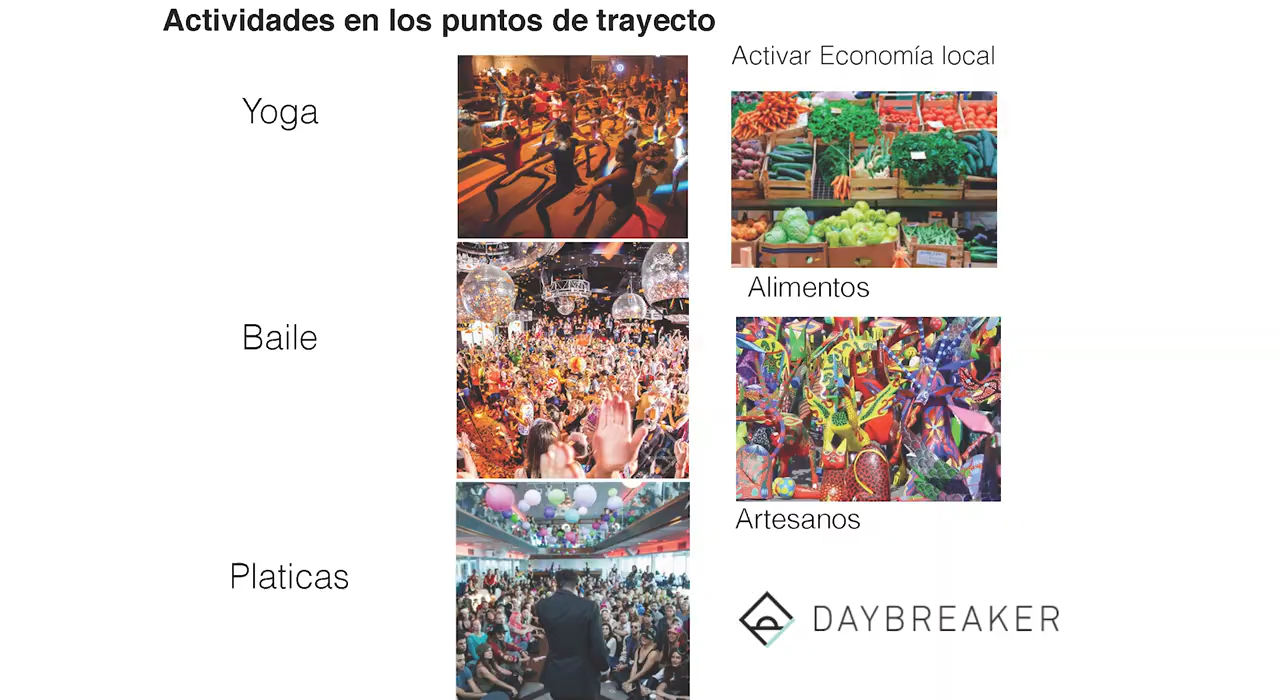 Actividades en los puntos de trayecto
Yoga
Baile
Platicas
Activar Economía local
Alimentos
Artesanos
DAYBREAKER